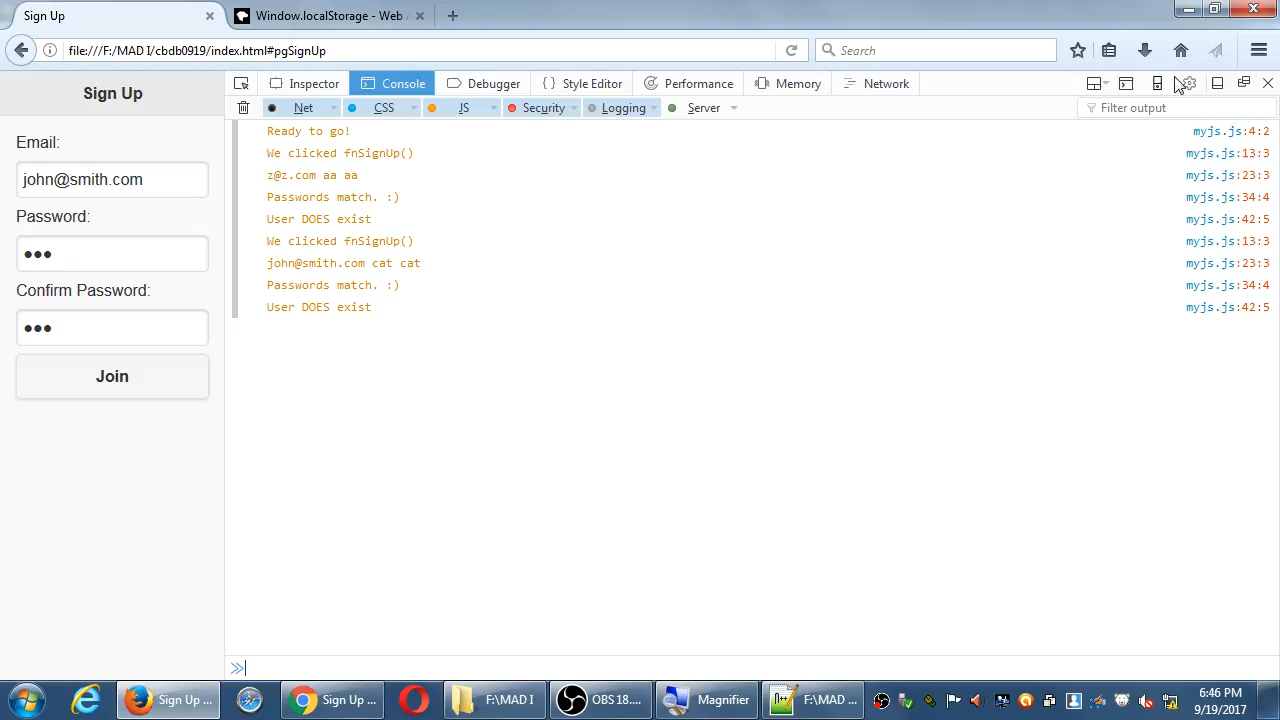 Sign Up
Window.localStorage - Web
file:///F:/MAD I/cbdb0919/index.html#pgSignUp
Search
Sign Up
Inspector
Console
Debugger
Style Editor
Performance
Memory
Network
Net
CSS
JS
Security
Logging
Server
Filter output
Email:
john@smith.com
Password:
Confirm Password:
Join
Ready to go! myjs.js:4:2
We clicked fnSignUp() myjs.js:13:3
z@z.com aa aa myjs.js:23:3
Passwords match. :) myjs.js:34:4
User DOES exist myjs.js:42:5
We clicked fnSignUp() myjs.js:13:3
john@smith.com cat cat myjs.js:23:3
Passwords match. :) myjs.js:34:4
User DOES exist myjs.js:42:5
Sign Up ...
Sign Up ...
F:\MAD I
OBS 18....
Magnifier
F:\MAD ...
6:46 PM
9/19/2017